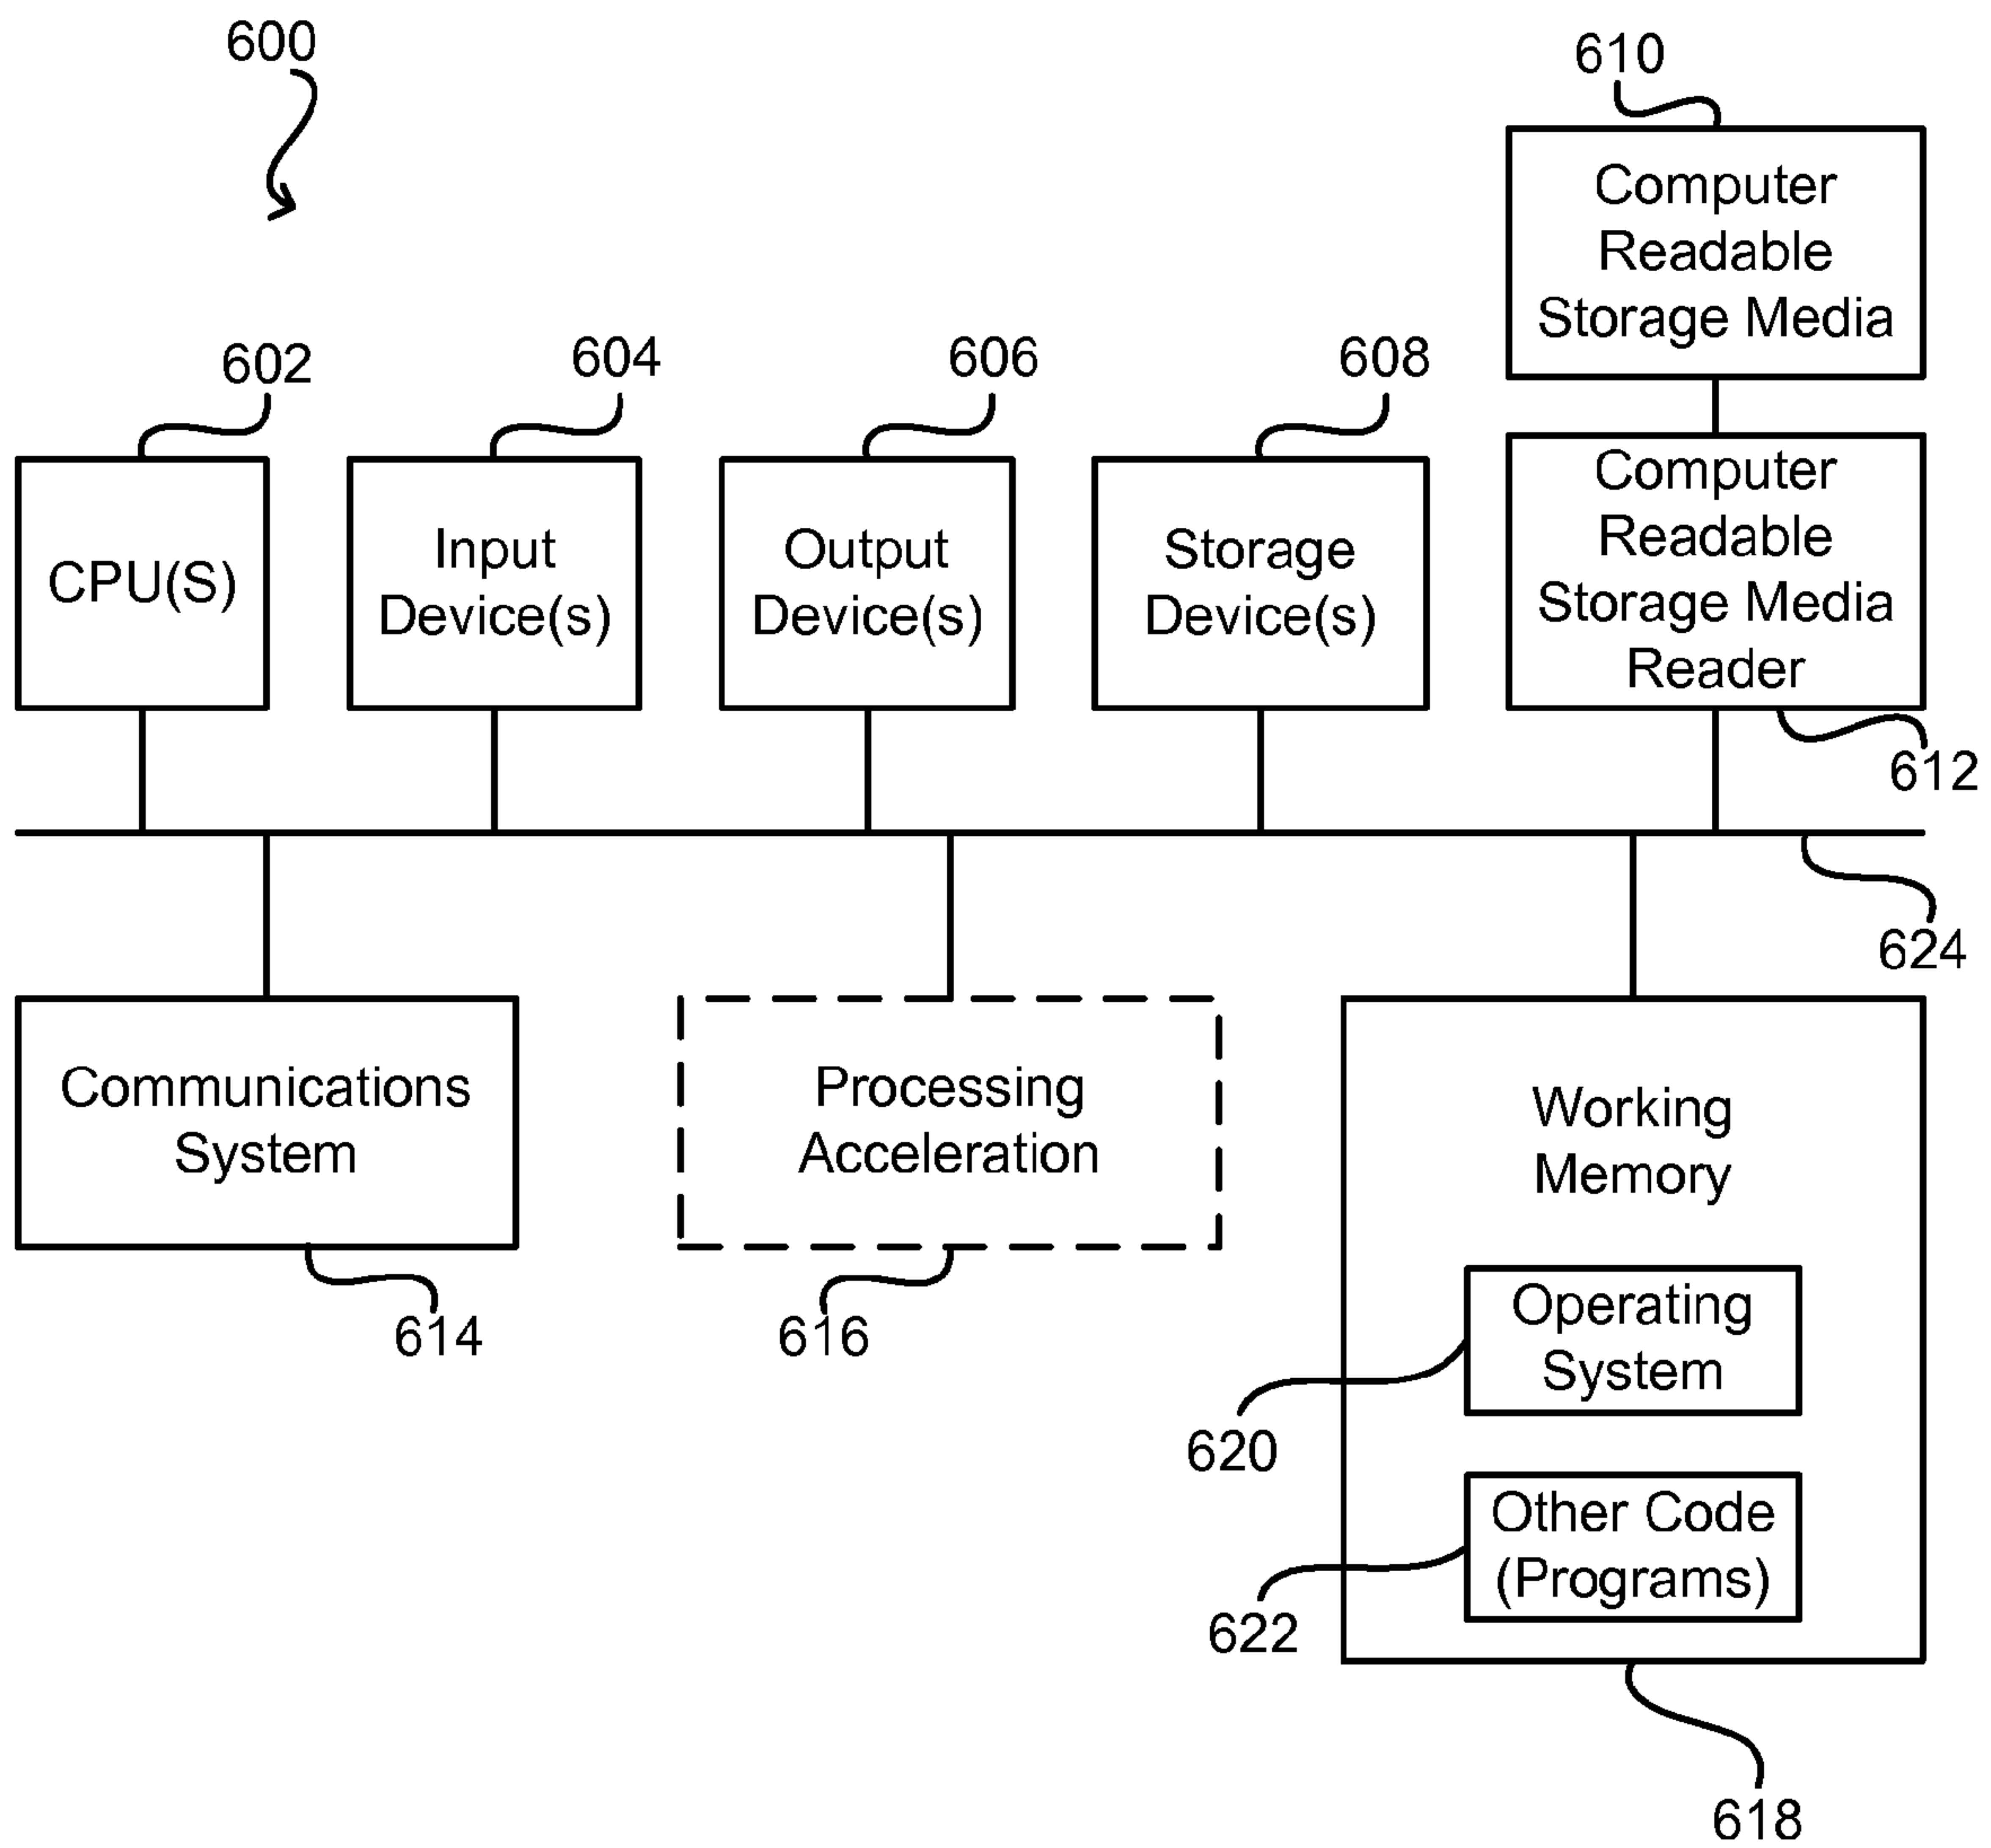 600
610
Computer
Readable
Storage Media
602
604
606
608
CPU(S)
Input
Device(s)
Output
Device(s)
Storage
Device(s)
Computer
Readable
Storage Media
Reader
612
624
Communications
System
614
Processing
Acceleration
616
Working
Memory
Operating
System
620
Other Code
(Programs)
622
618